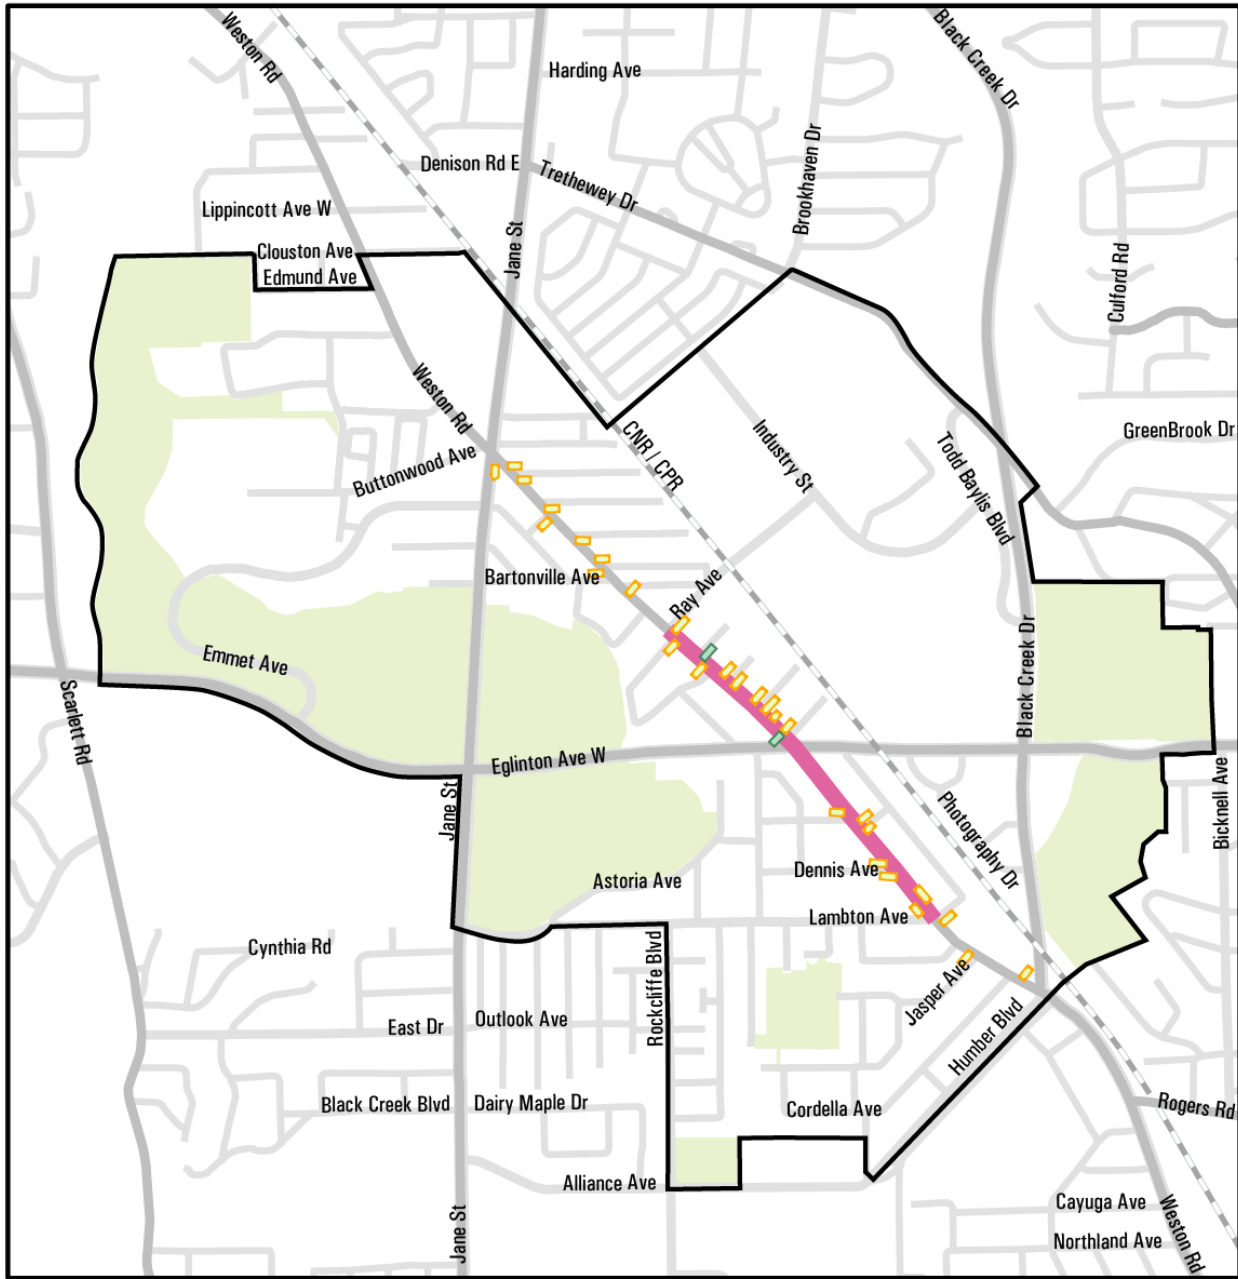 Weston Rd
Black Creek Dr
Harding Ave
Denison Rd E
Trethewey Dr
Brookhaven Dr
Lippincott Ave W
Jane St
Clouston Ave
Edmund Ave
Culford Rd
Weston Rd
CNR / CPR
Industry St
Todd Baylis Blvd
GreenBrook Dr
Buttonwood Ave
Bartonville Ave
Ray Ave
Emmet Ave
Scarlett Rd
Black Creek Dr
Eglinton Ave W
Jane St
Photography Dr
Bicknell Ave
Dennis Ave
Astoria Ave
Lambton Ave
Cynthia Rd
Rockcliffe Blvd
Jasper Ave
East Dr
Outlook Ave
Humber Blvd
Black Creek Blvd
Dairy Maple Dr
Cordella Ave
Rogers Rd
Alliance Ave
Jane St
Cayuga Ave
Northland Ave
Weston Rd